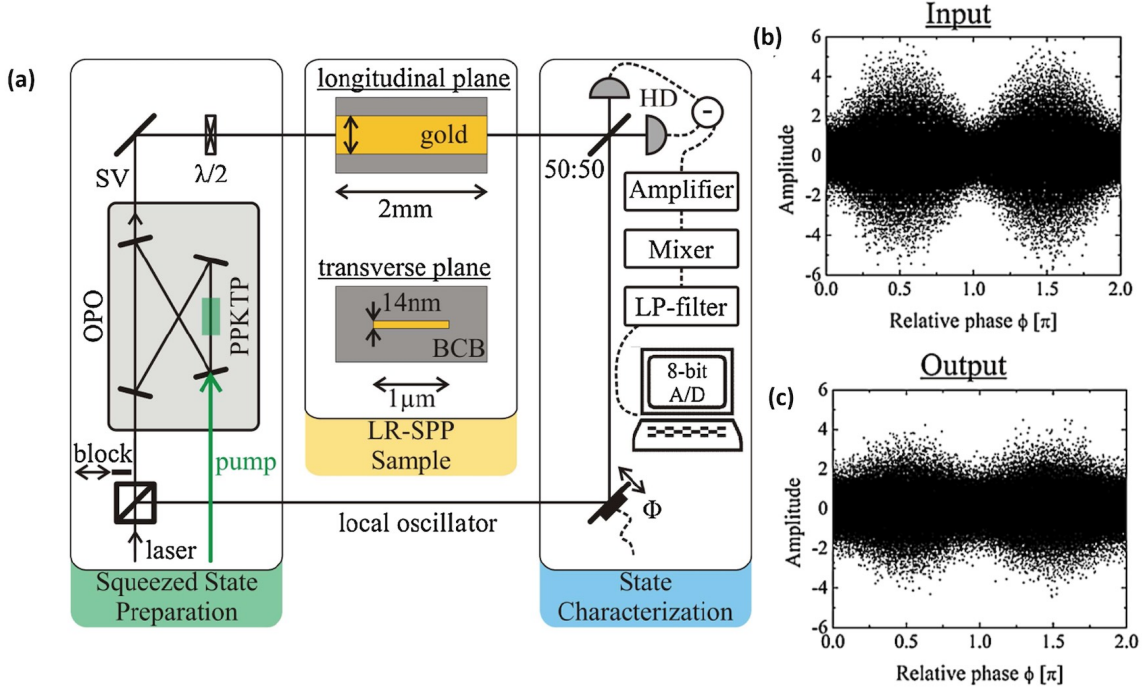 (a)
longitudinal plane
gold
2mm
transverse plane
14nm
BCB
1μm
LR-SPP
Sample
SV
λ/2
OPO
PPKTP
block
pump
laser
Squeezed State
Preparation
local oscillator
HD
-
50:50
Amplifier
Mixer
LP-filter
8-bit
A/D
Φ
State
Characterization
(b)
Input
Amplitude
6
4
2
0
-2
-4
-6
0.0 0.5 1.0 1.5 2.0
Relative phase ϕ [π]
(c)
Output
Amplitude
6
4
2
0
-2
-4
-6
0.0 0.5 1.0 1.5 2.0
Relative phase ϕ [π]